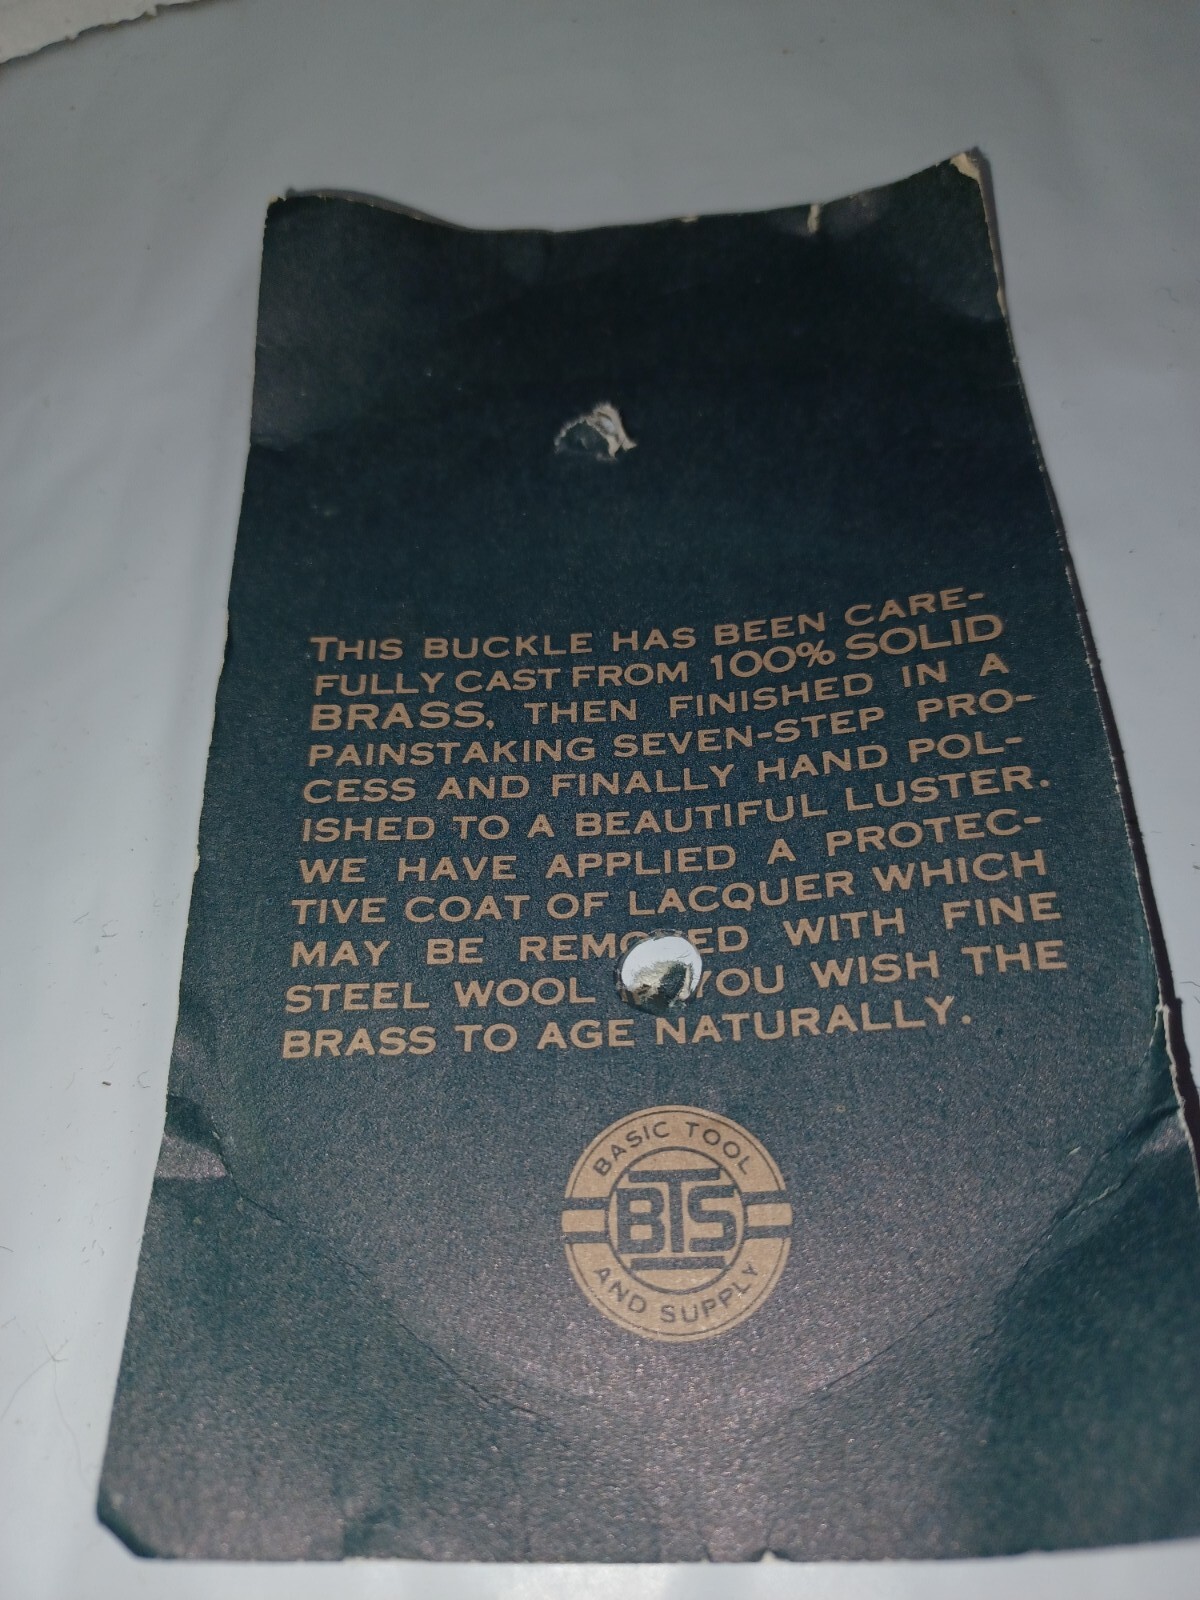 THIS BUCKLE HAS BEEN CARE-
FULLY CAST FROM 100% SOLID
BRASS, THEN FINISHED IN A
PAINSTAKING SEVEN-STEP PRO-
CESS AND FINALLY HAND POL-
ISHED TO A BEAUTIFUL LUSTER.
WE HAVE APPLIED A PROTEC-
TIVE COAT OF LACQUER WHICH
MAY BE REMOVED WITH FINE
STEEL WOOL YOU WISH THE
BRASS TO AGE NATURALLY.
BASIC TOOL
BTS
AND SUPPLY